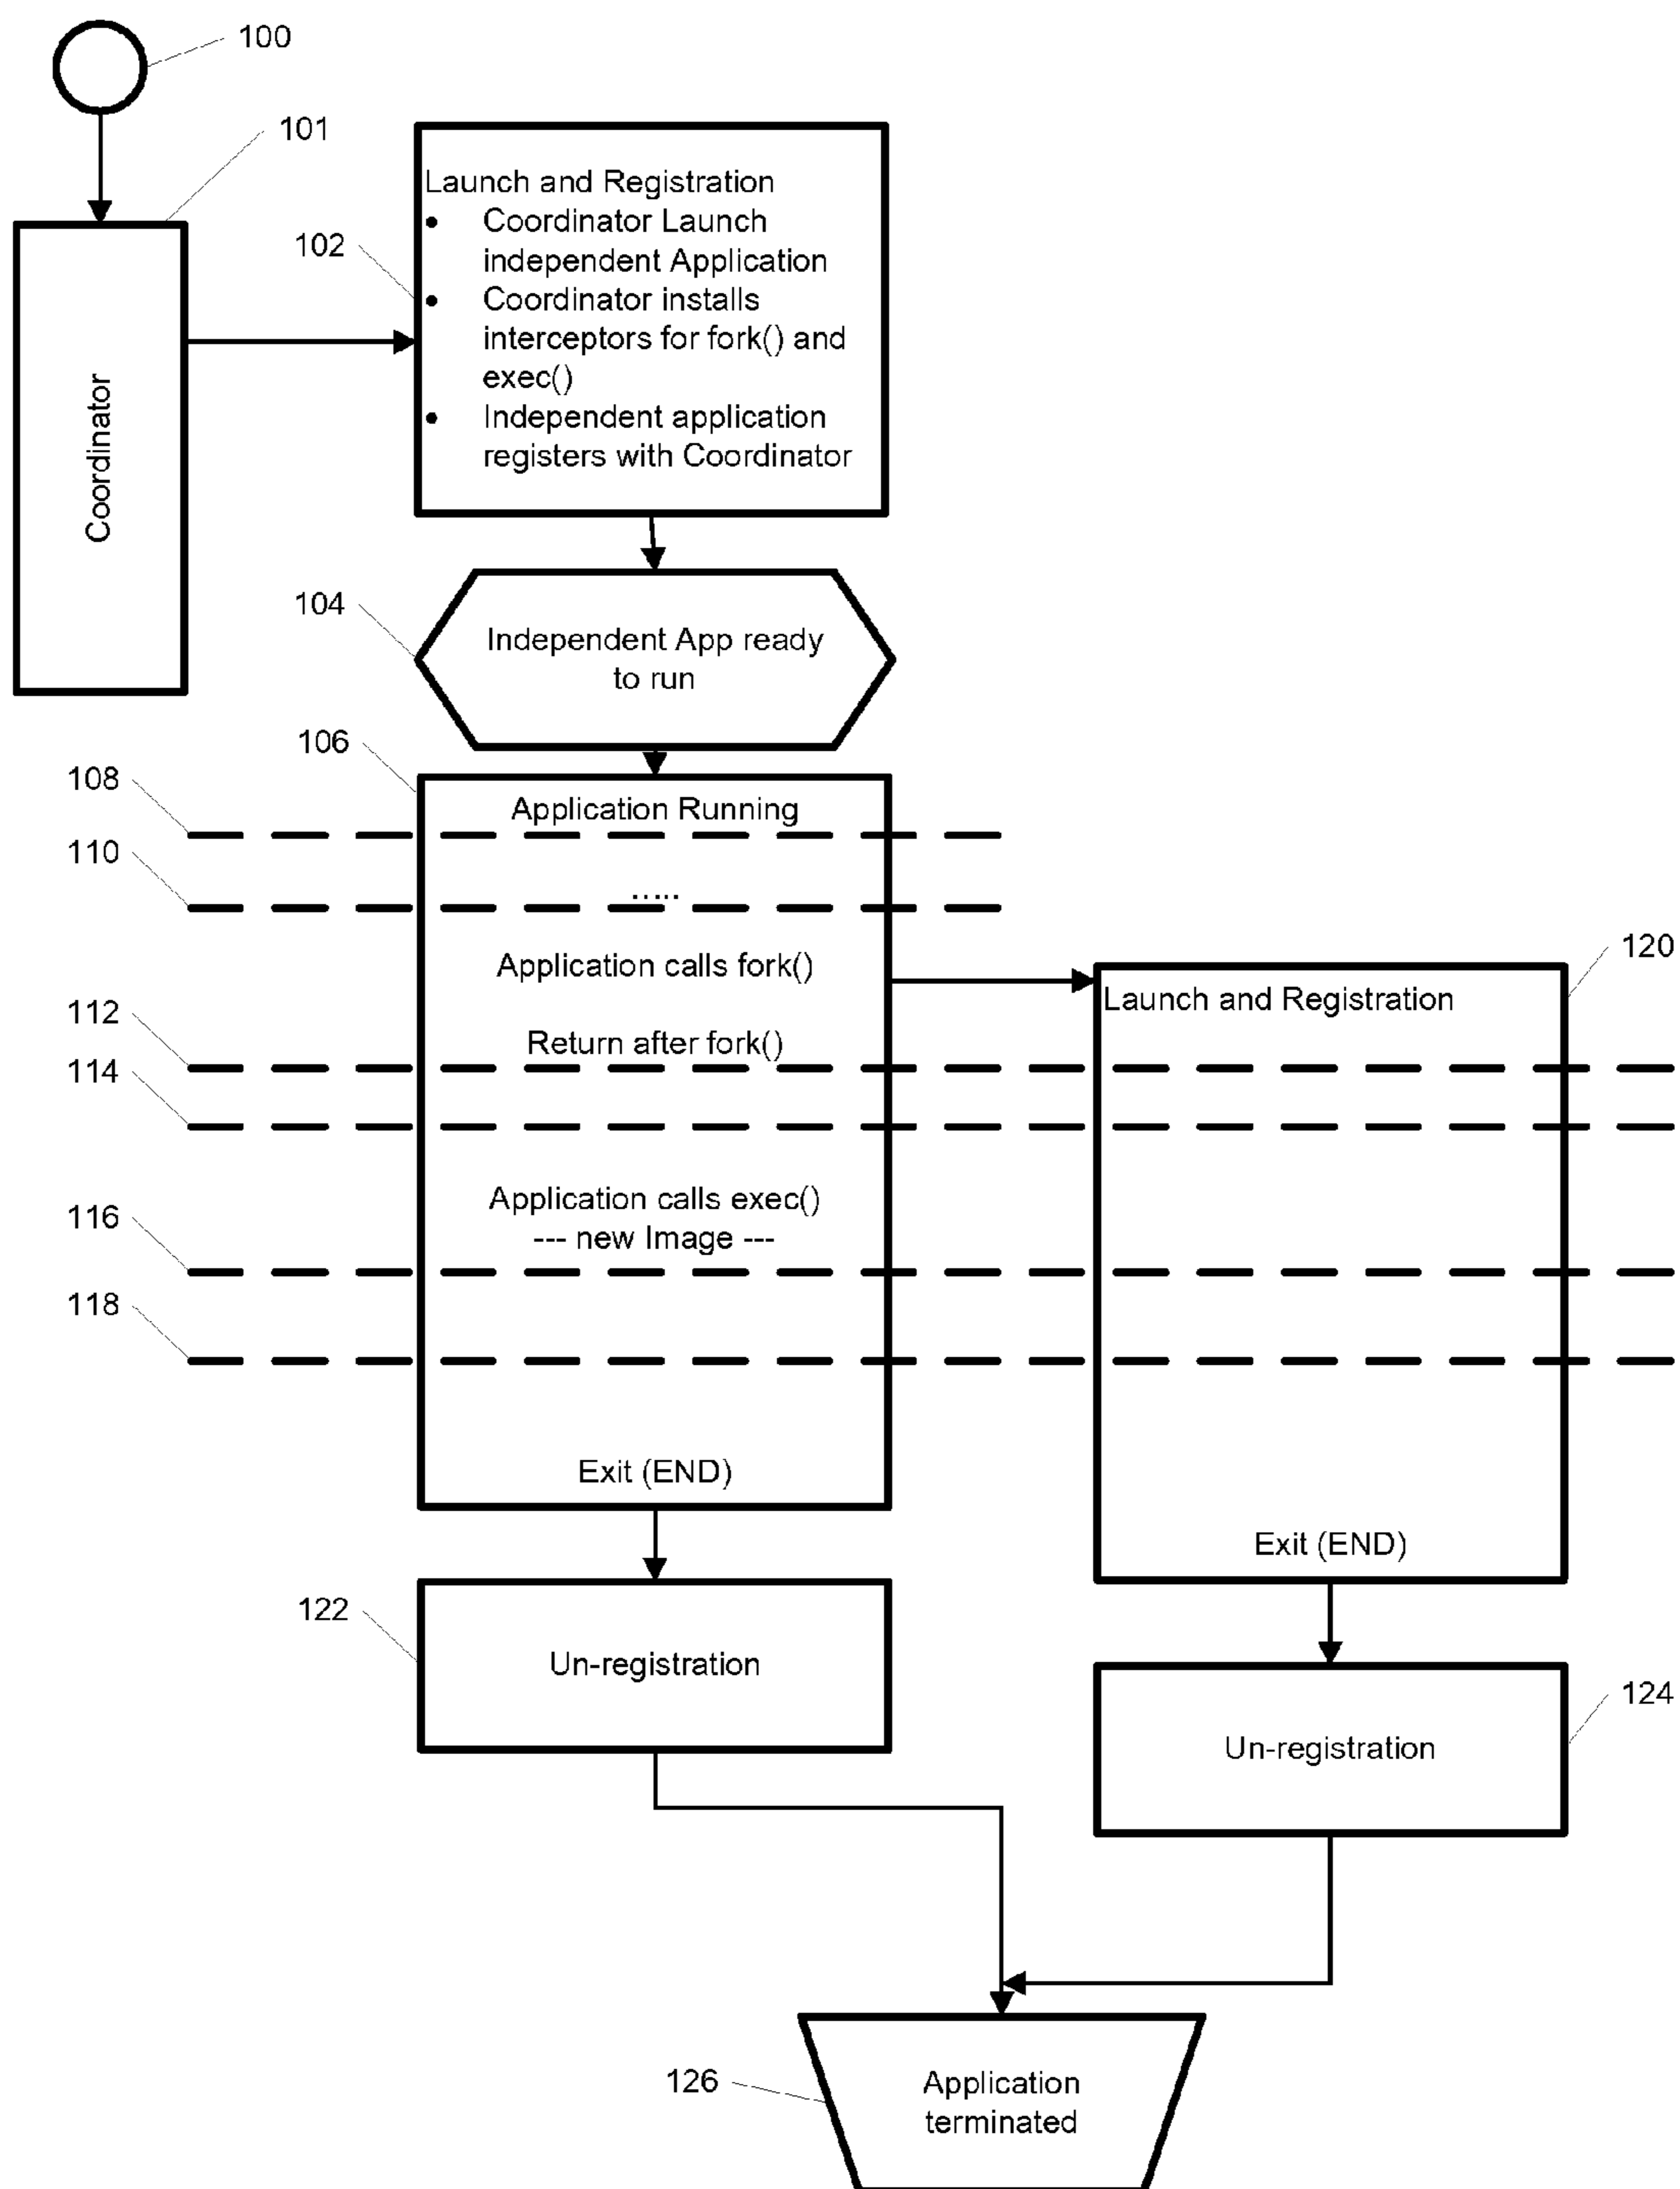 100
101
Coordinator
102
Launch and Registration
• Coordinator Launch
independent Application
• Coordinator installs
interceptors for fork() and
exec()
• Independent application
registers with Coordinator
104
Independent App ready
to run
106
Application Running
108
110
.....
Application calls fork()
120
Launch and Registration
112
Return after fork()
114
Application calls exec()
116
--- new Image ---
118
Exit (END)
Exit (END)
122
Un-registration
124
Un-registration
126
Application
terminated